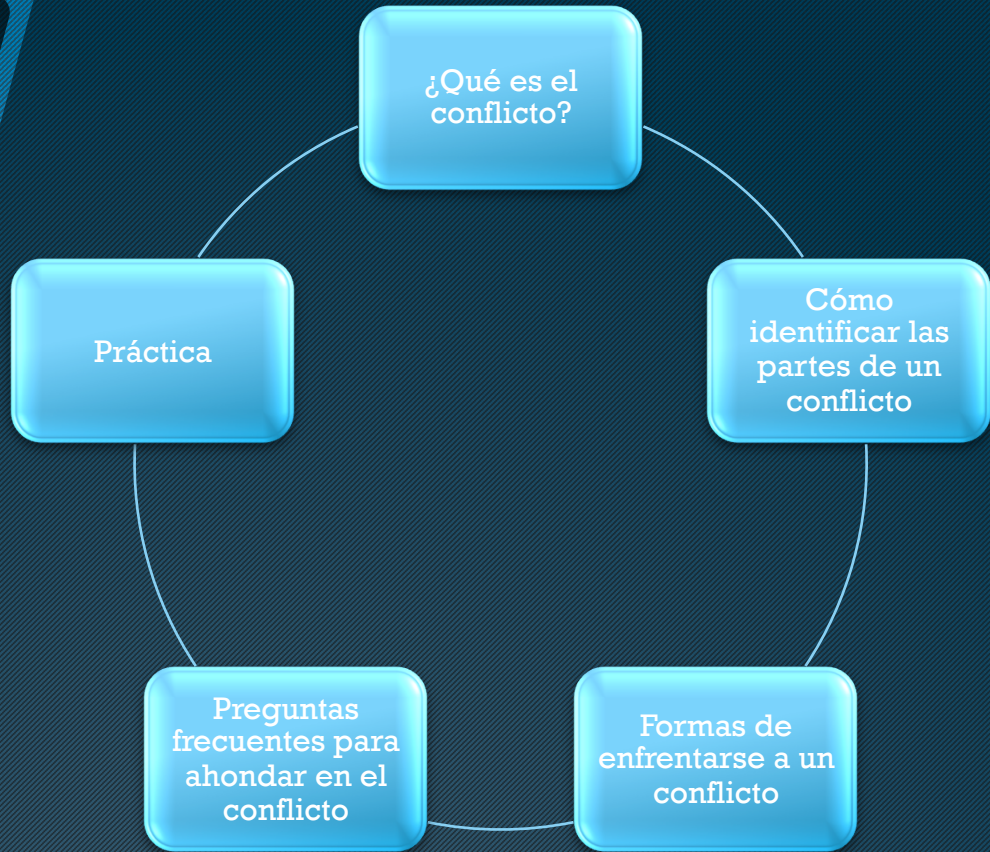 ¿Qué es el
conflicto?
Cómo
identificar las
partes de un
conflicto
Formas de
enfrentarse a un
conflicto
Preguntas
frecuentes para
ahondar en el
conflicto
Práctica